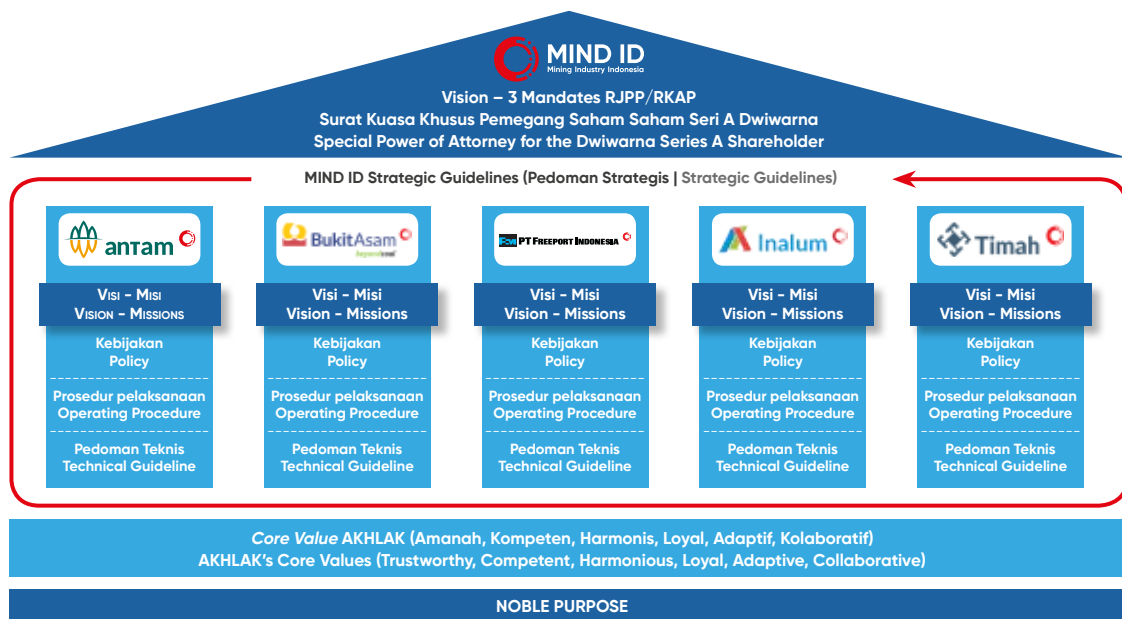 MIND ID
Mining Industry Indonesia
Vision – 3 Mandates RJPP/RKAP
Surat Kuasa Khusus Pemegang Saham Saham Seri A Dwiwarna
Special Power of Attorney for the Dwiwarna Series A Shareholder
MIND ID Strategic Guidelines (Pedoman Strategis | Strategic Guidelines)
antam
Visi - Misi
Vision - Missions
Kebijakan
Policy
Prosedur pelaksanaan
Operating Procedure
Pedoman Teknis
Technical Guideline
BukitAsam
beyond coal
Visi - Misi
Vision - Missions
Kebijakan
Policy
Prosedur pelaksanaan
Operating Procedure
Pedoman Teknis
Technical Guideline
PT FREEPORT INDONESIA
Visi - Misi
Vision - Missions
Kebijakan
Policy
Prosedur pelaksanaan
Operating Procedure
Pedoman Teknis
Technical Guideline
Inalum
Visi - Misi
Vision - Missions
Kebijakan
Policy
Prosedur pelaksanaan
Operating Procedure
Pedoman Teknis
Technical Guideline
Timah
Visi - Misi
Vision - Missions
Kebijakan
Policy
Prosedur pelaksanaan
Operating Procedure
Pedoman Teknis
Technical Guideline
Core Value AKHLAK (Amanah, Kompeten, Harmonis, Loyal, Adaptif, Kolaboratif)
AKHLAK's Core Values (Trustworthy, Competent, Harmonious, Loyal, Adaptive, Collaborative)
NOBLE PURPOSE